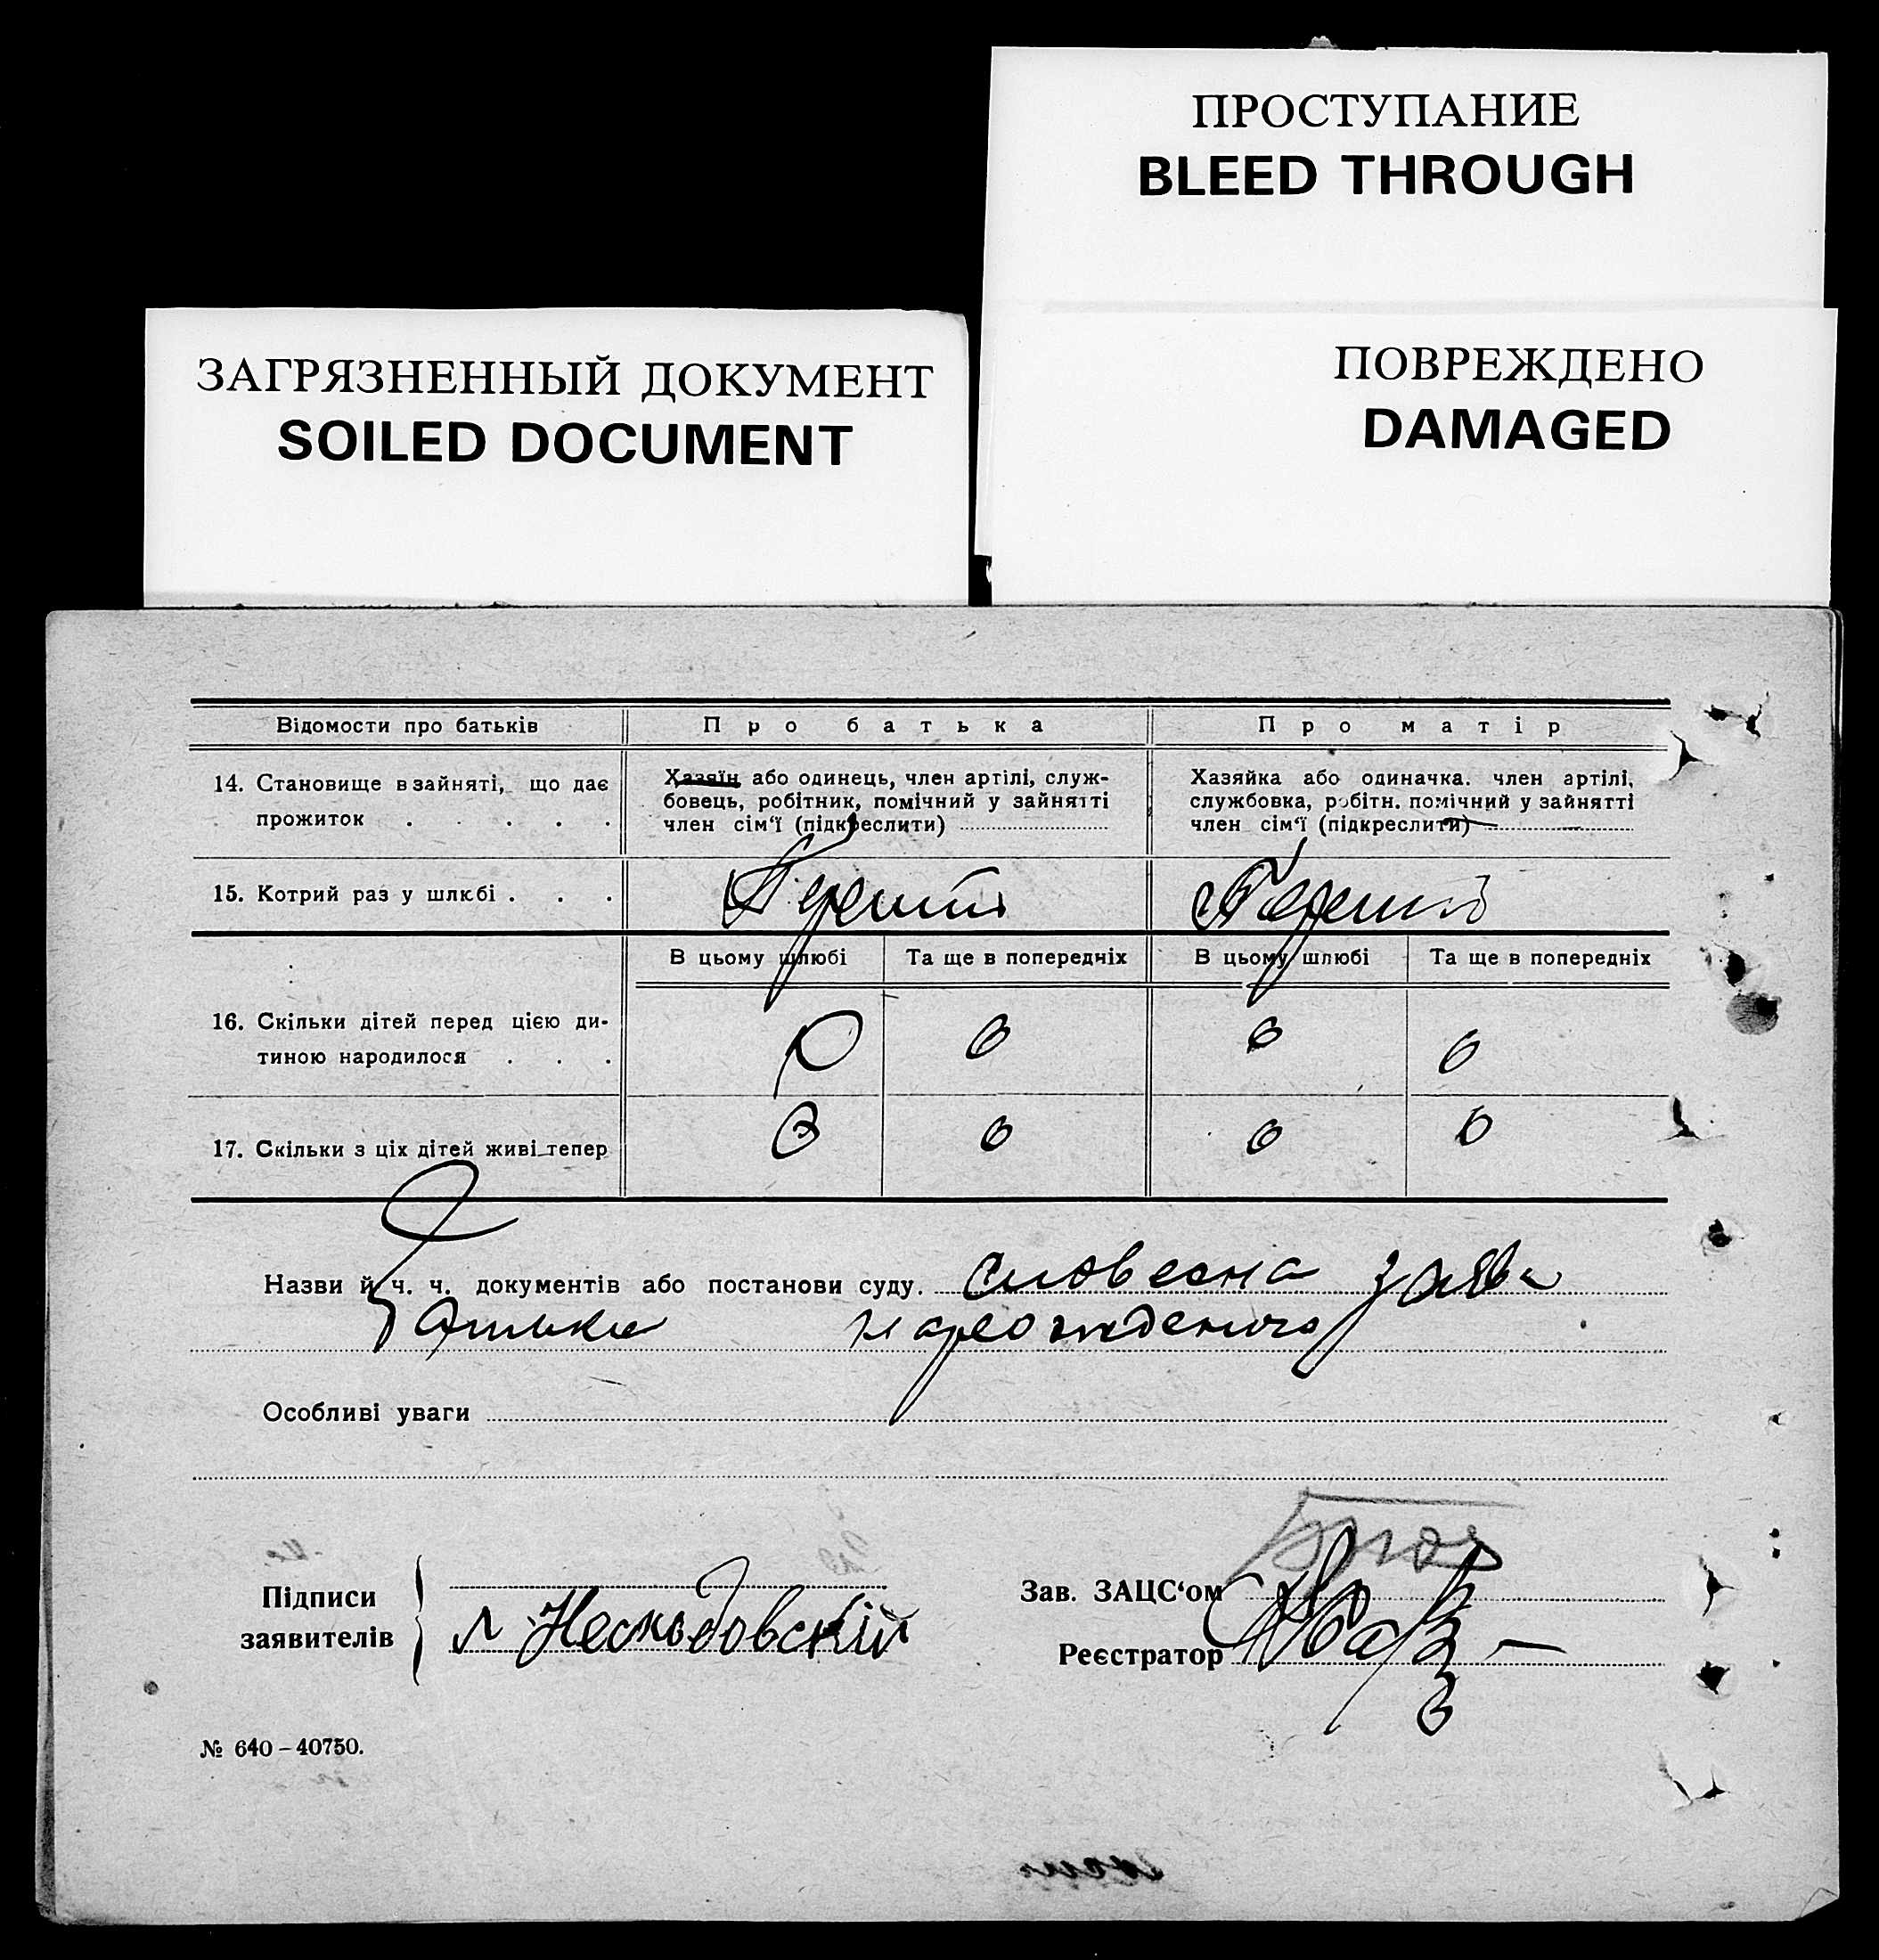 ПРОСТУПАНИЕ
BLEED THROUGH
ЗАГРЯЗНЕННЫЙ ДОКУМЕНТ
SOILED DOCUMENT
ПОВРЕЖДЕНО
DAMAGED
Відомости про батьків Про батька Про матір
14. Становище в зайняті, що дає прожиток . . . . .
Хазяїн або одинець, член артілі, служ-
бовець, робітник, помічний у зайнятті
член сім‘ї (підкреслити)
Хазяйка або одиначка. член артілі,
службовка, робітн. помічний у зайнятті
член сім‘ї (підкреслити)
15. Котрий раз у шлюбі . . . Перший Перший
В цьому шлюбі Та ще в попередніх В цьому шлюбі Та ще в попередніх
16. Скільки дітей перед цією ди-
тиною народилося . . . 0 0 0 0
17. Скільки з ціх дітей живі тепер 0 0 0 0
Назви й ч. ч. документів або постанови суду. словесна заява
батька
Особливі уваги
Підписи
заявителів
Зав. ЗАЦС‘ом
Реєстратор
№ 640 – 40750.